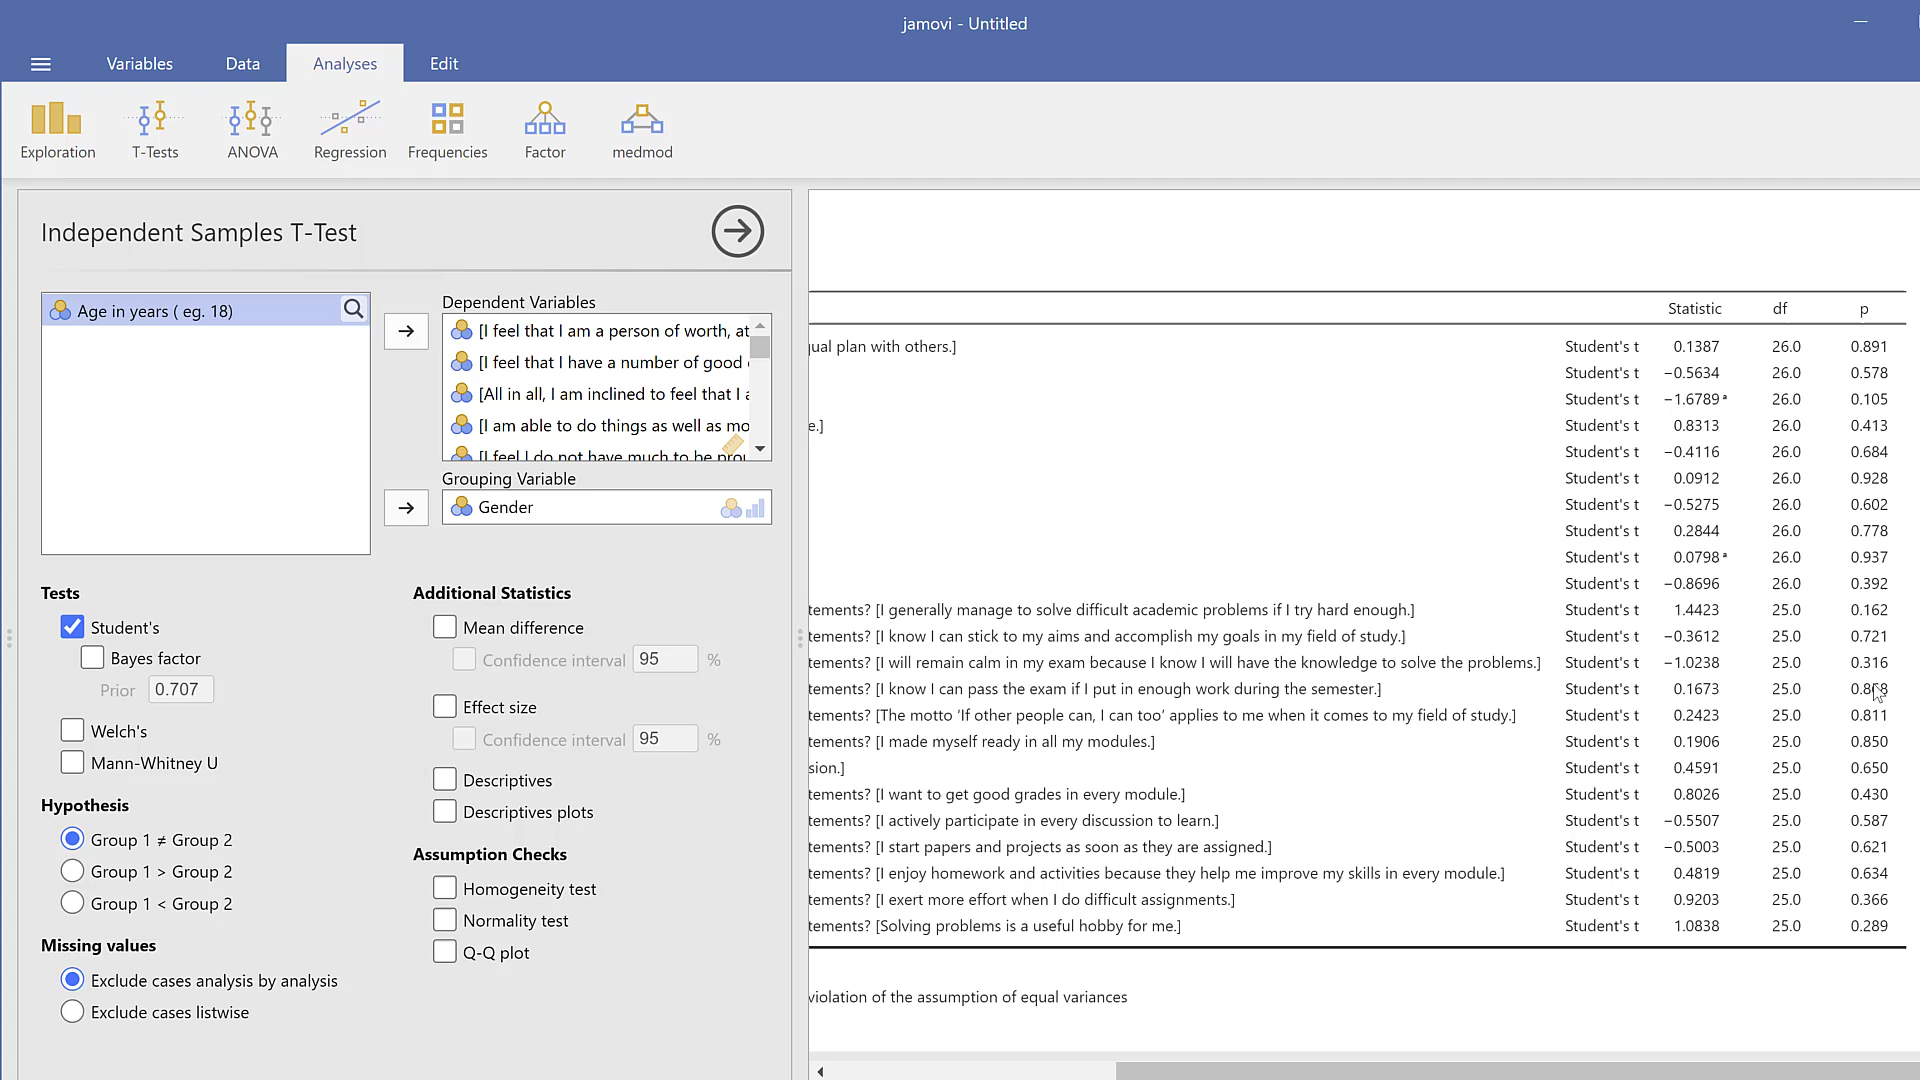 jamovi - Untitled
Variables Data Analyses Edit
Exploration T-Tests ANOVA Regression Frequencies Factor medmod
Independent Samples T-Test
Age in years ( eg. 18)
Dependent Variables
[I feel that I am a person of worth, at
[I feel that I have a number of good
[All in all, I am inclined to feel that I
[I am able to do things as well as mo
[I feel I do not have much to be
Grouping Variable
Gender
Tests
Student's
Bayes factor
Prior 0.707
Welch's
Mann-Whitney U
Hypothesis
Group 1 ≠ Group 2
Group 1 > Group 2
Group 1 < Group 2
Missing values
Exclude cases analysis by analysis
Exclude cases listwise
Additional Statistics
Mean difference
Confidence interval 95 %
Effect size
Confidence interval 95 %
Descriptives
Descriptives plots
Assumption Checks
Homogeneity test
Normality test
Q-Q plot
Statistic df p
ual plan with others.] Student's t 0.1387 26.0 0.891
Student's t −0.5634 26.0 0.578
Student's t −1.6789 ᵃ 26.0 0.105
e.] Student's t 0.8313 26.0 0.413
Student's t −0.4116 26.0 0.684
Student's t 0.0912 26.0 0.928
Student's t −0.5275 26.0 0.602
Student's t 0.2844 26.0 0.778
Student's t 0.0798 ᵃ 26.0 0.937
Student's t −0.8696 26.0 0.392
tements? [I generally manage to solve difficult academic problems if I try hard enough.] Student's t 1.4423 25.0 0.162
tements? [I know I can stick to my aims and accomplish my goals in my field of study.] Student's t −0.3612 25.0 0.721
tements? [I will remain calm in my exam because I know I will have the knowledge to solve the problems.] Student's t −1.0238 25.0 0.316
tements? [I know I can pass the exam if I put in enough work during the semester.] Student's t 0.1673 25.0
tements? [The motto ‘If other people can, I can too’ applies to me when it comes to my field of study.] Student's t 0.2423 25.0 0.811
tements? [I made myself ready in all my modules.] Student's t 0.1906 25.0 0.850
sion.] Student's t 0.4591 25.0 0.650
tements? [I want to get good grades in every module.] Student's t 0.8026 25.0 0.430
tements? [I actively participate in every discussion to learn.] Student's t −0.5507 25.0 0.587
tements? [I start papers and projects as soon as they are assigned.] Student's t −0.5003 25.0 0.621
tements? [I enjoy homework and activities because they help me improve my skills in every module.] Student's t 0.4819 25.0 0.634
tements? [I exert more effort when I do difficult assignments.] Student's t 0.9203 25.0 0.366
tements? [Solving problems is a useful hobby for me.] Student's t 1.0838 25.0 0.289
violation of the assumption of equal variances